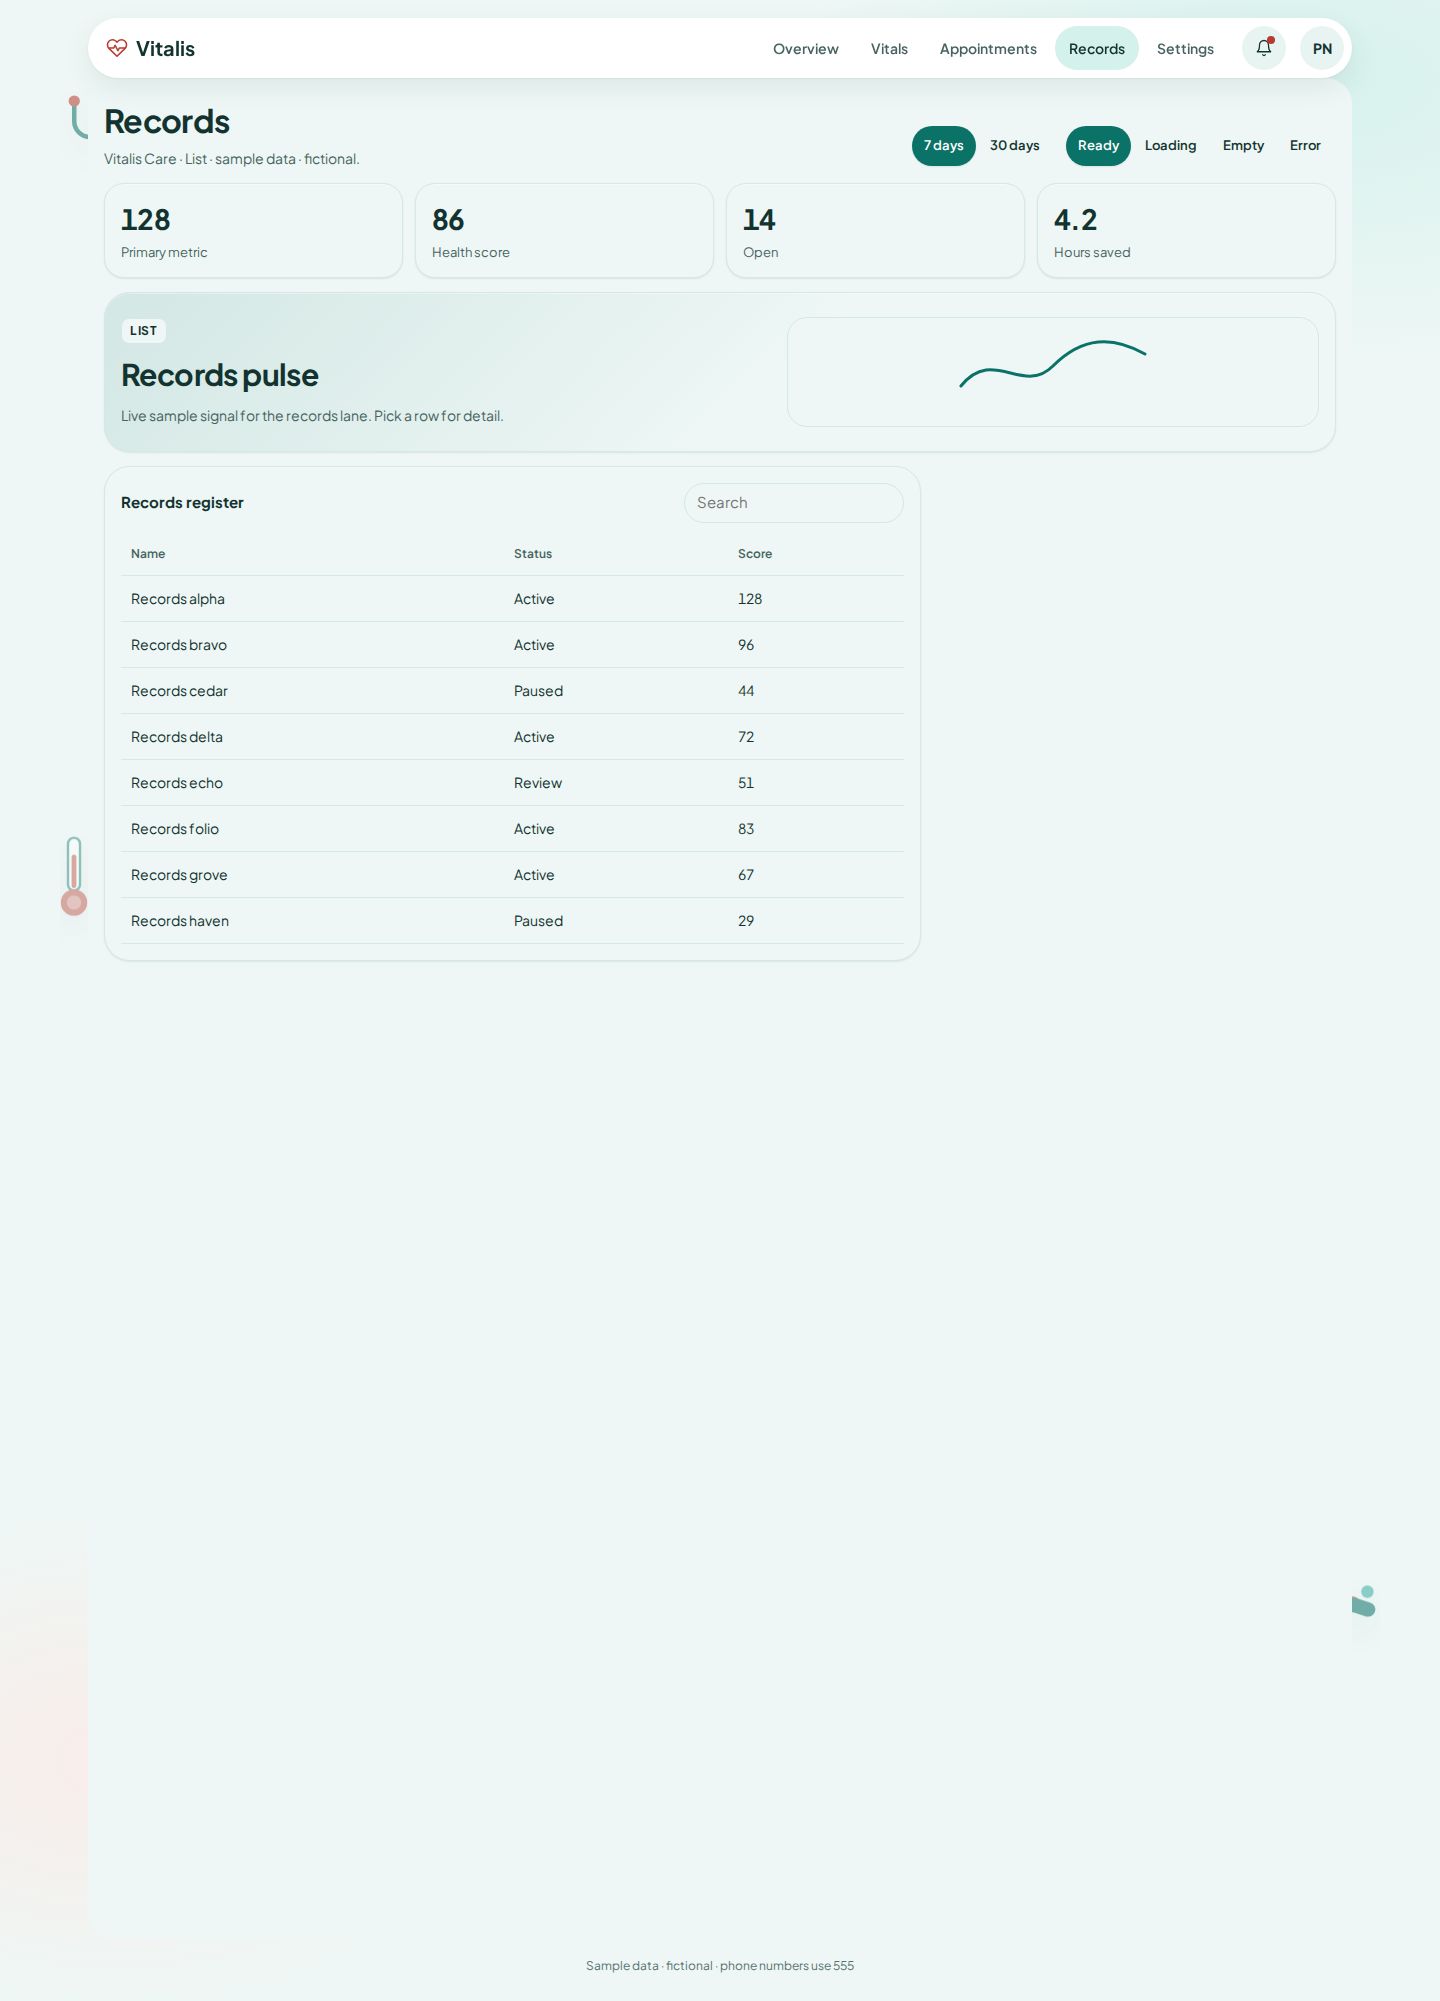 Vitalis
Overview Vitals Appointments Records Settings PN
Records
Vitalis Care · List · sample data · fictional.
7 days 30 days Ready Loading Empty Error
128 86 14 4.2
Primary metric Health score Open Hours saved
LIST
Records pulse
Live sample signal for the records lane. Pick a row for detail.
Records register Search
Name Status Score
Records alpha Active 128
Records bravo Active 96
Records cedar Paused 44
Records delta Active 72
Records echo Review 51
Records folio Active 83
Records grove Active 67
Records haven Paused 29
Sample data · fictional · phone numbers use 555